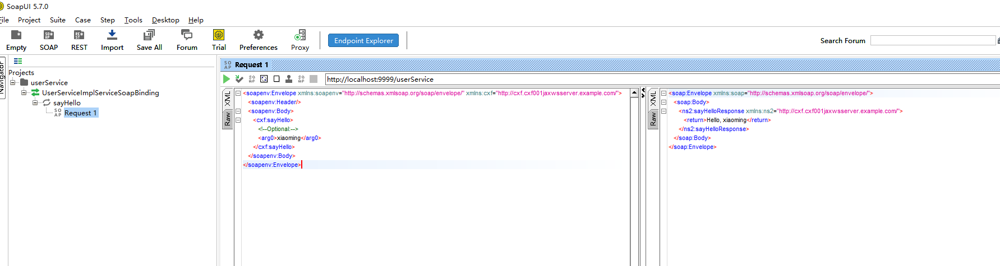 SoapUI 5.7.0
File Project Suite Case Step Tools Desktop Help
Empty SOAP REST Import Save All Forum Trial Preferences Proxy Endpoint Explorer Search Forum
Navigator
Projects
userService
UserServiceImplServiceSoapBinding
sayHello
SO AP Request 1
SO AP Request 1
http://localhost:9999/userService
XML
Raw
<soapenv:Envelope xmlns:soapenv="http://schemas.xmlsoap.org/soap/envelope/" xmlns:cxf="http://cxf.cxf001jaxwsserver.example.com/">
<soapenv:Header/>
<soapenv:Body>
<cxf:sayHello>
<!--Optional:-->
<arg0>xiaoming</arg0>
</cxf:sayHello>
</soapenv:Body>
</soapenv:Envelope>
XML
Raw
<soap:Envelope xmlns:soap="http://schemas.xmlsoap.org/soap/envelope/">
<soap:Body>
<ns2:sayHelloResponse xmlns:ns2="http://cxf.cxf001jaxwsserver.example.com/">
<return>Hello, xiaoming</return>
</ns2:sayHelloResponse>
</soap:Body>
</soap:Envelope>